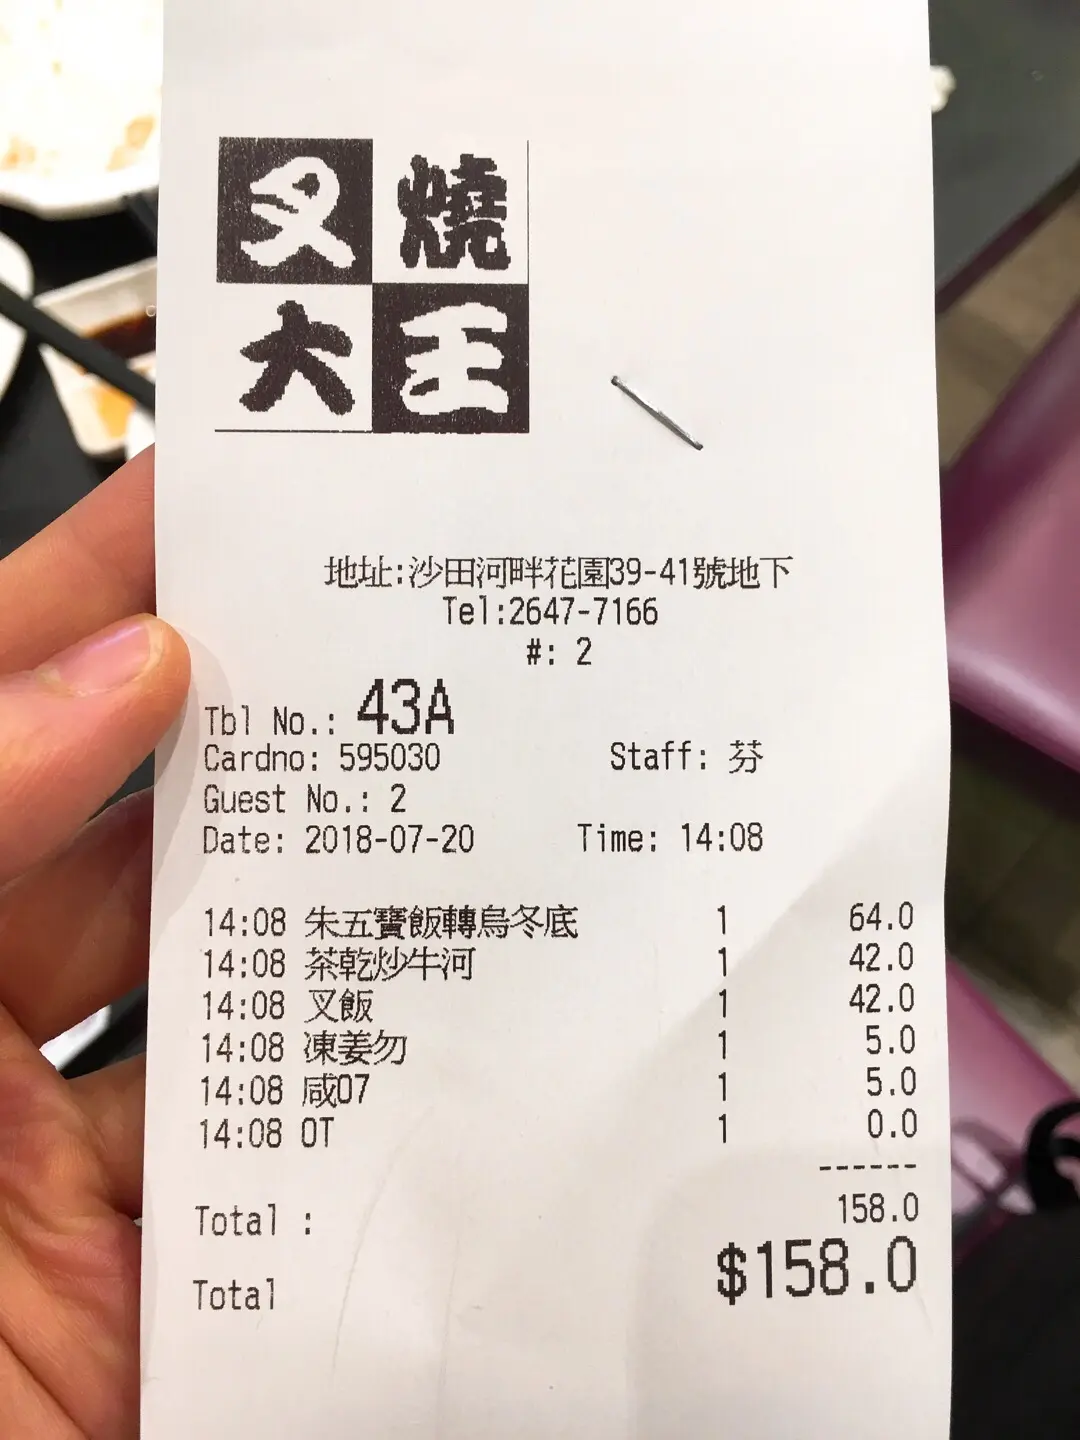 叉燒
大王
地址:沙田河畔花園39-41號地下
Tel:2647-7166
#: 2
Tbl No.: 43A
Cardno: 595030 Staff: 芬
Guest No.: 2
Date: 2018-07-20 Time: 14:08
14:08 朱五寶飯轉烏冬底 1 64.0
14:08 茶乾炒牛河 1 42.0
14:08 叉飯 1 42.0
14:08 凍姜勿 1 5.0
14:08 咸07 1 5.0
14:08 OT 1 0.0
------
Total : 158.0
Total $158.0